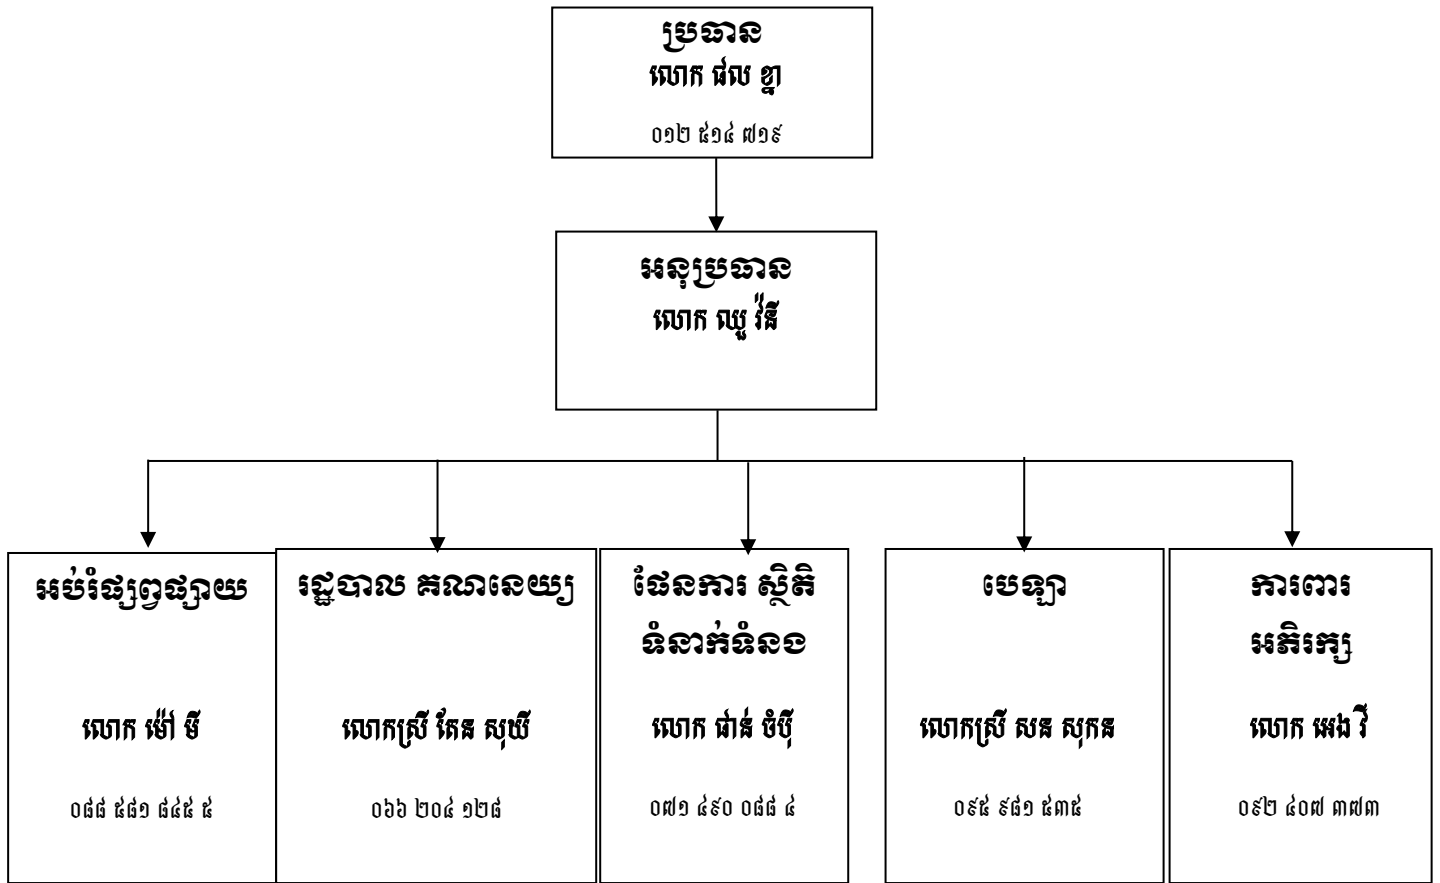 ប្រធាន
លោក ផល ខ្នា
០១២ ៥១៤ ៧១៩
អនុប្រធាន
លោក ឈូ វ៉នី
អប់រំផ្សព្វផ្សាយ
លោក ម៉ៅ មី
០៨៨ ៥៨១ ៨៤៥ ៥
រដ្ឋបាល គណនេយ្យ
លោកស្រី តែន សុឃី
០៦៦ ២០៤ ១២៨
ផែនការ ស្ថិតិ
ទំនាក់ទំនង
លោក ផាន់ ចំប៉ី
០៧១ ៤៩០ ០៨៨ ៤
បេឡា
លោកស្រី សន សុកន
០៩៥ ៩៨១ ៥៣៥
ការពារ
អភិរក្ស
លោក អេង វី
០៩២ ៤០៧ ៣៧៣